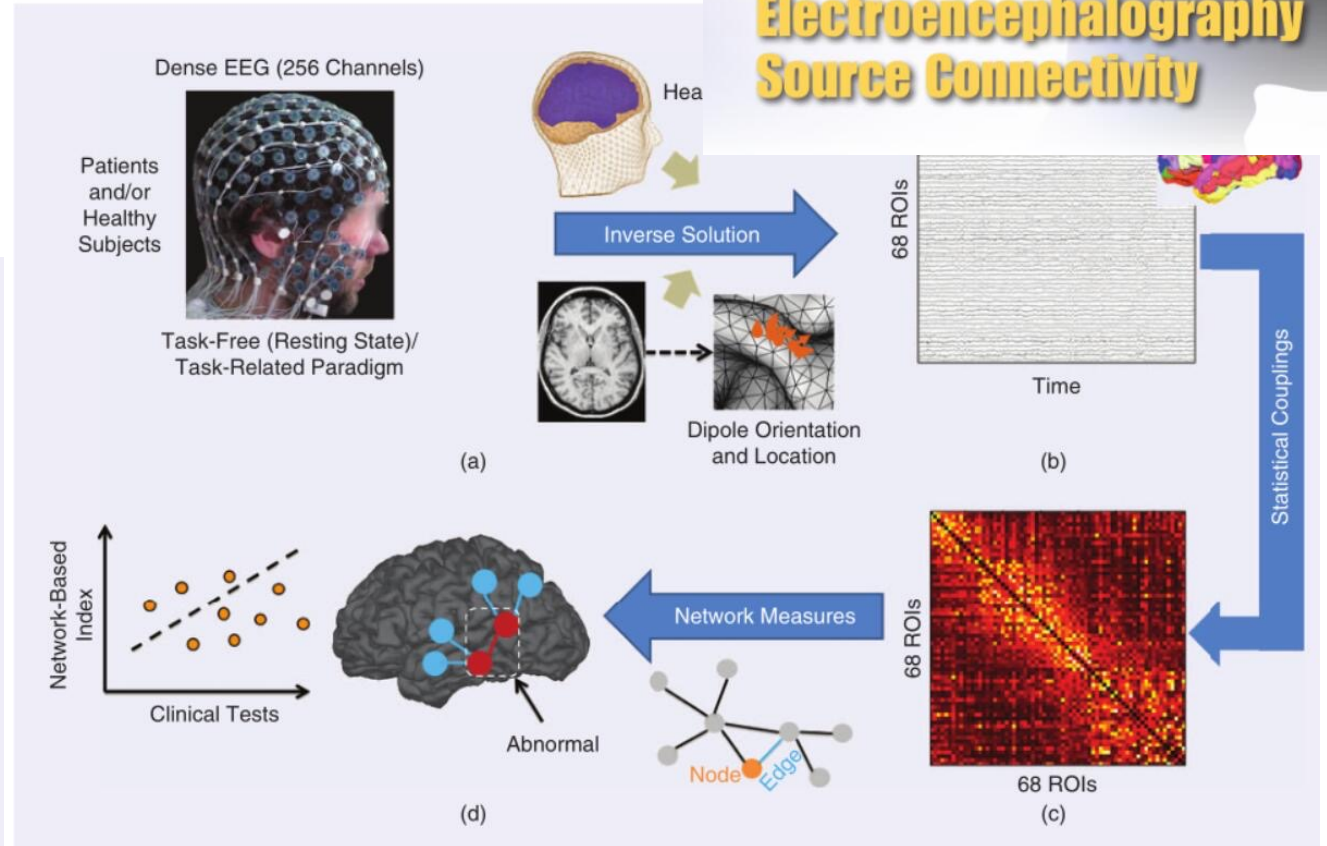 Electroencephalography
Source Connectivity
Dense EEG (256 Channels)
Patients
and/or
Healthy
Subjects
Task-Free (Resting State)/
Task-Related Paradigm
Inverse Solution
Dipole Orientation
and Location
(a)
68 ROIs
Time
(b)
Statistical Couplings
68 ROIs
68 ROIs
(c)
Network Measures
Node
Edge
Abnormal
Network-Based
Index
Clinical Tests
(d)